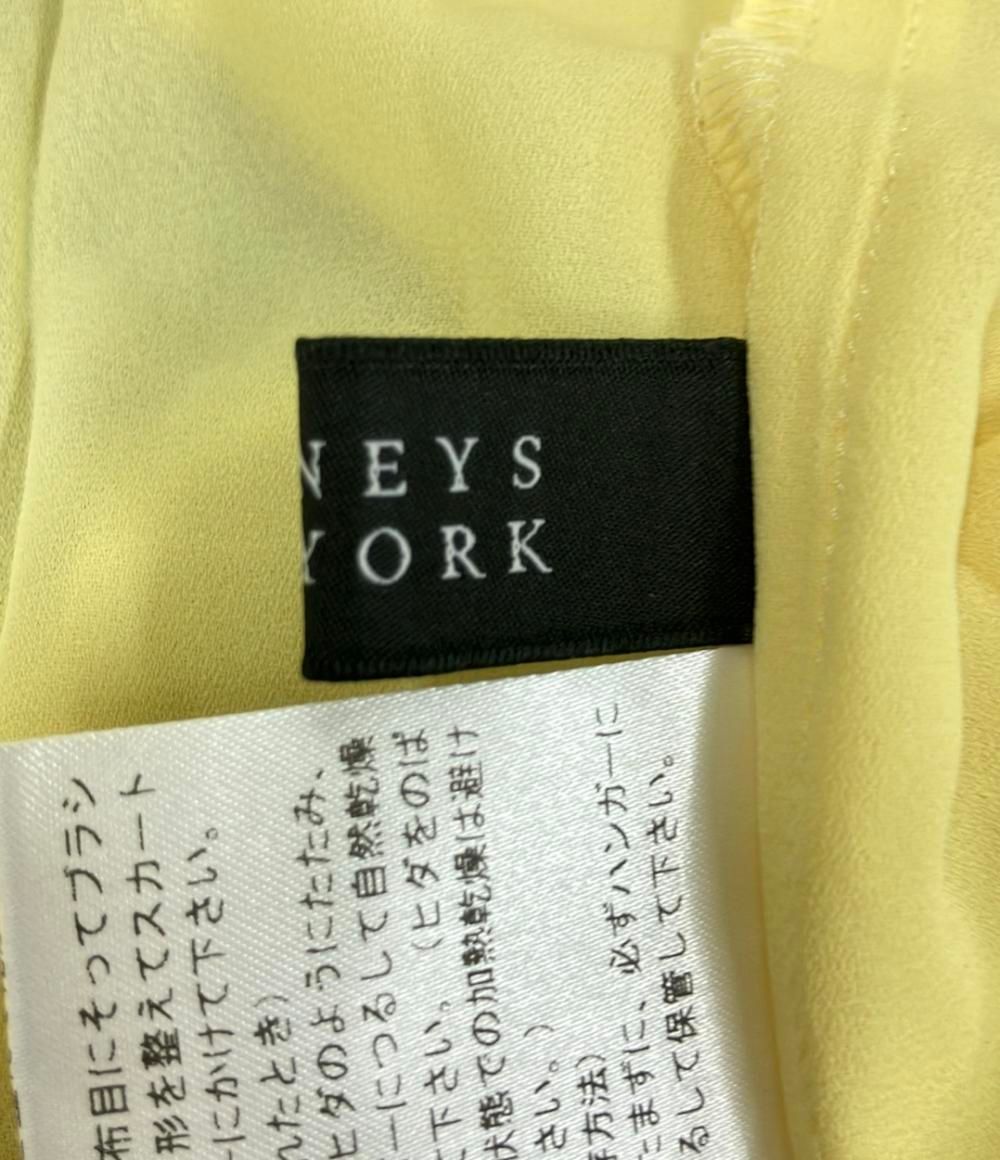 NEYS
YORK
布目にそってブラシ
形を整えてスカート
ーにかけて下さい。
れたとき)
ヒダのようにたたみ、
ーにつるして自然乾燥
て下さい。(ヒダをのば
状態での加熱乾燥は避け
さい。)
方法)
こまずに、必ずハンガーに
るして保管して下さい。